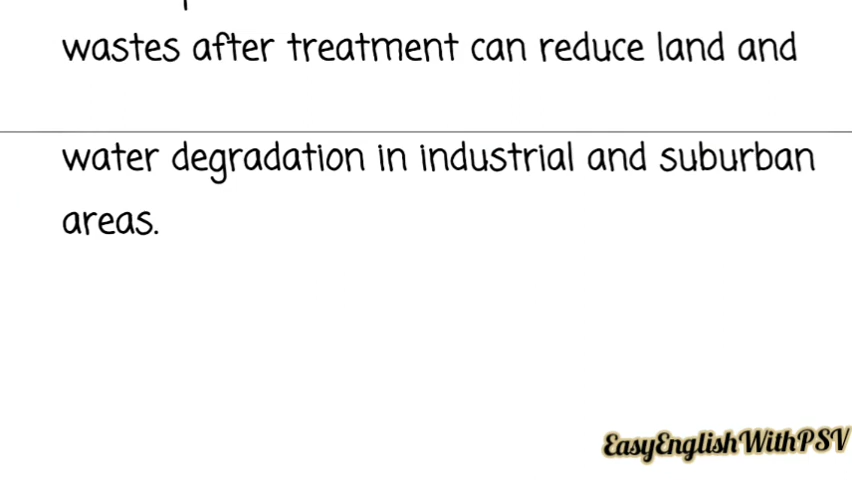 wastes after treatment can reduce land and
water degradation in industrial and suburban
areas.
EasyEnglishWithPSV